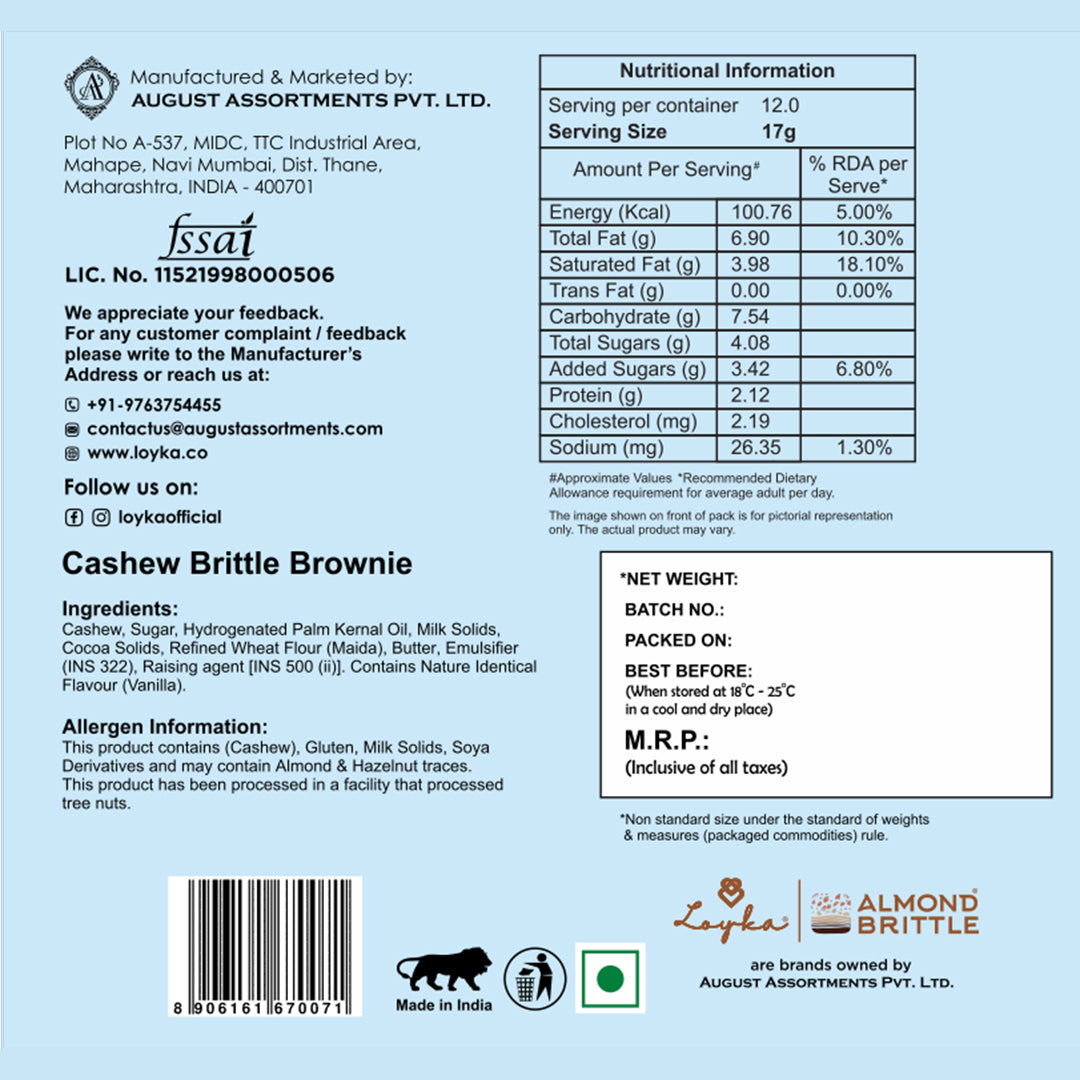 Manufactured & Marketed by:
AUGUST ASSORTMENTS PVT. LTD.
Plot No A-537, MIDC, TTC Industrial Area,
Mahape, Navi Mumbai, Dist. Thane,
Maharashtra, INDIA - 400701
fssai
LIC. No. 11521998000506
We appreciate your feedback.
For any customer complaint / feedback
please write to the Manufacturer's
Address or reach us at:
+91-9763754455
contactus@augustassortments.com
www.loyka.co
Follow us on:
loykaofficial
Cashew Brittle Brownie
Ingredients:
Cashew, Sugar, Hydrogenated Palm Kernal Oil, Milk Solids,
Cocoa Solids, Refined Wheat Flour (Maida), Butter, Emulsifier
(INS 322), Raising agent [INS 500 (ii)]. Contains Nature Identical
Flavour (Vanilla).
Allergen Information:
This product contains (Cashew), Gluten, Milk Solids, Soya
Derivatives and may contain Almond & Hazelnut traces.
This product has been processed in a facility that processed
tree nuts.
8 906161 670071
Made in India
Nutritional Information
Serving per container 12.0
Serving Size 17g
Amount Per Serving# % RDA per
Serve*
Energy (Kcal) 100.76 5.00%
Total Fat (g) 6.90 10.30%
Saturated Fat (g) 3.98 18.10%
Trans Fat (g) 0.00 0.00%
Carbohydrate (g) 7.54
Total Sugars (g) 4.08
Added Sugars (g) 3.42 6.80%
Protein (g) 2.12
Cholesterol (mg) 2.19
Sodium (mg) 26.35 1.30%
#Approximate Values *Recommended Dietary
Allowance requirement for average adult per day.
The image shown on front of pack is for pictorial representation
only. The actual product may vary.
*NET WEIGHT:
BATCH NO.:
PACKED ON:
BEST BEFORE:
(When stored at 18°C - 25°C
in a cool and dry place)
M.R.P.:
(Inclusive of all taxes)
*Non standard size under the standard of weights
& measures (packaged commodities) rule.
Loyka®
ALMOND®
BRITTLE
are brands owned by
AUGUST ASSORTMENTS PVT. LTD.